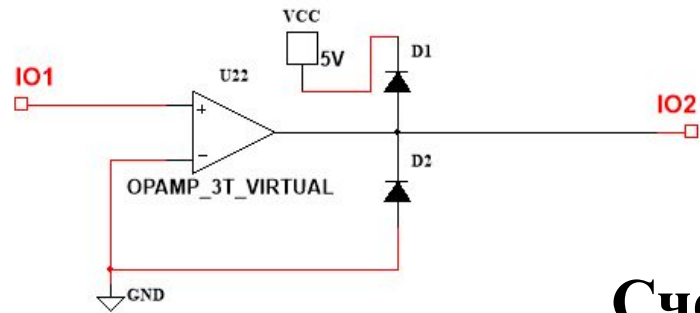 VCC
5V
D1
IO1
U22
IO2
+
−
D2
OPAMP_3T_VIRTUAL
GND